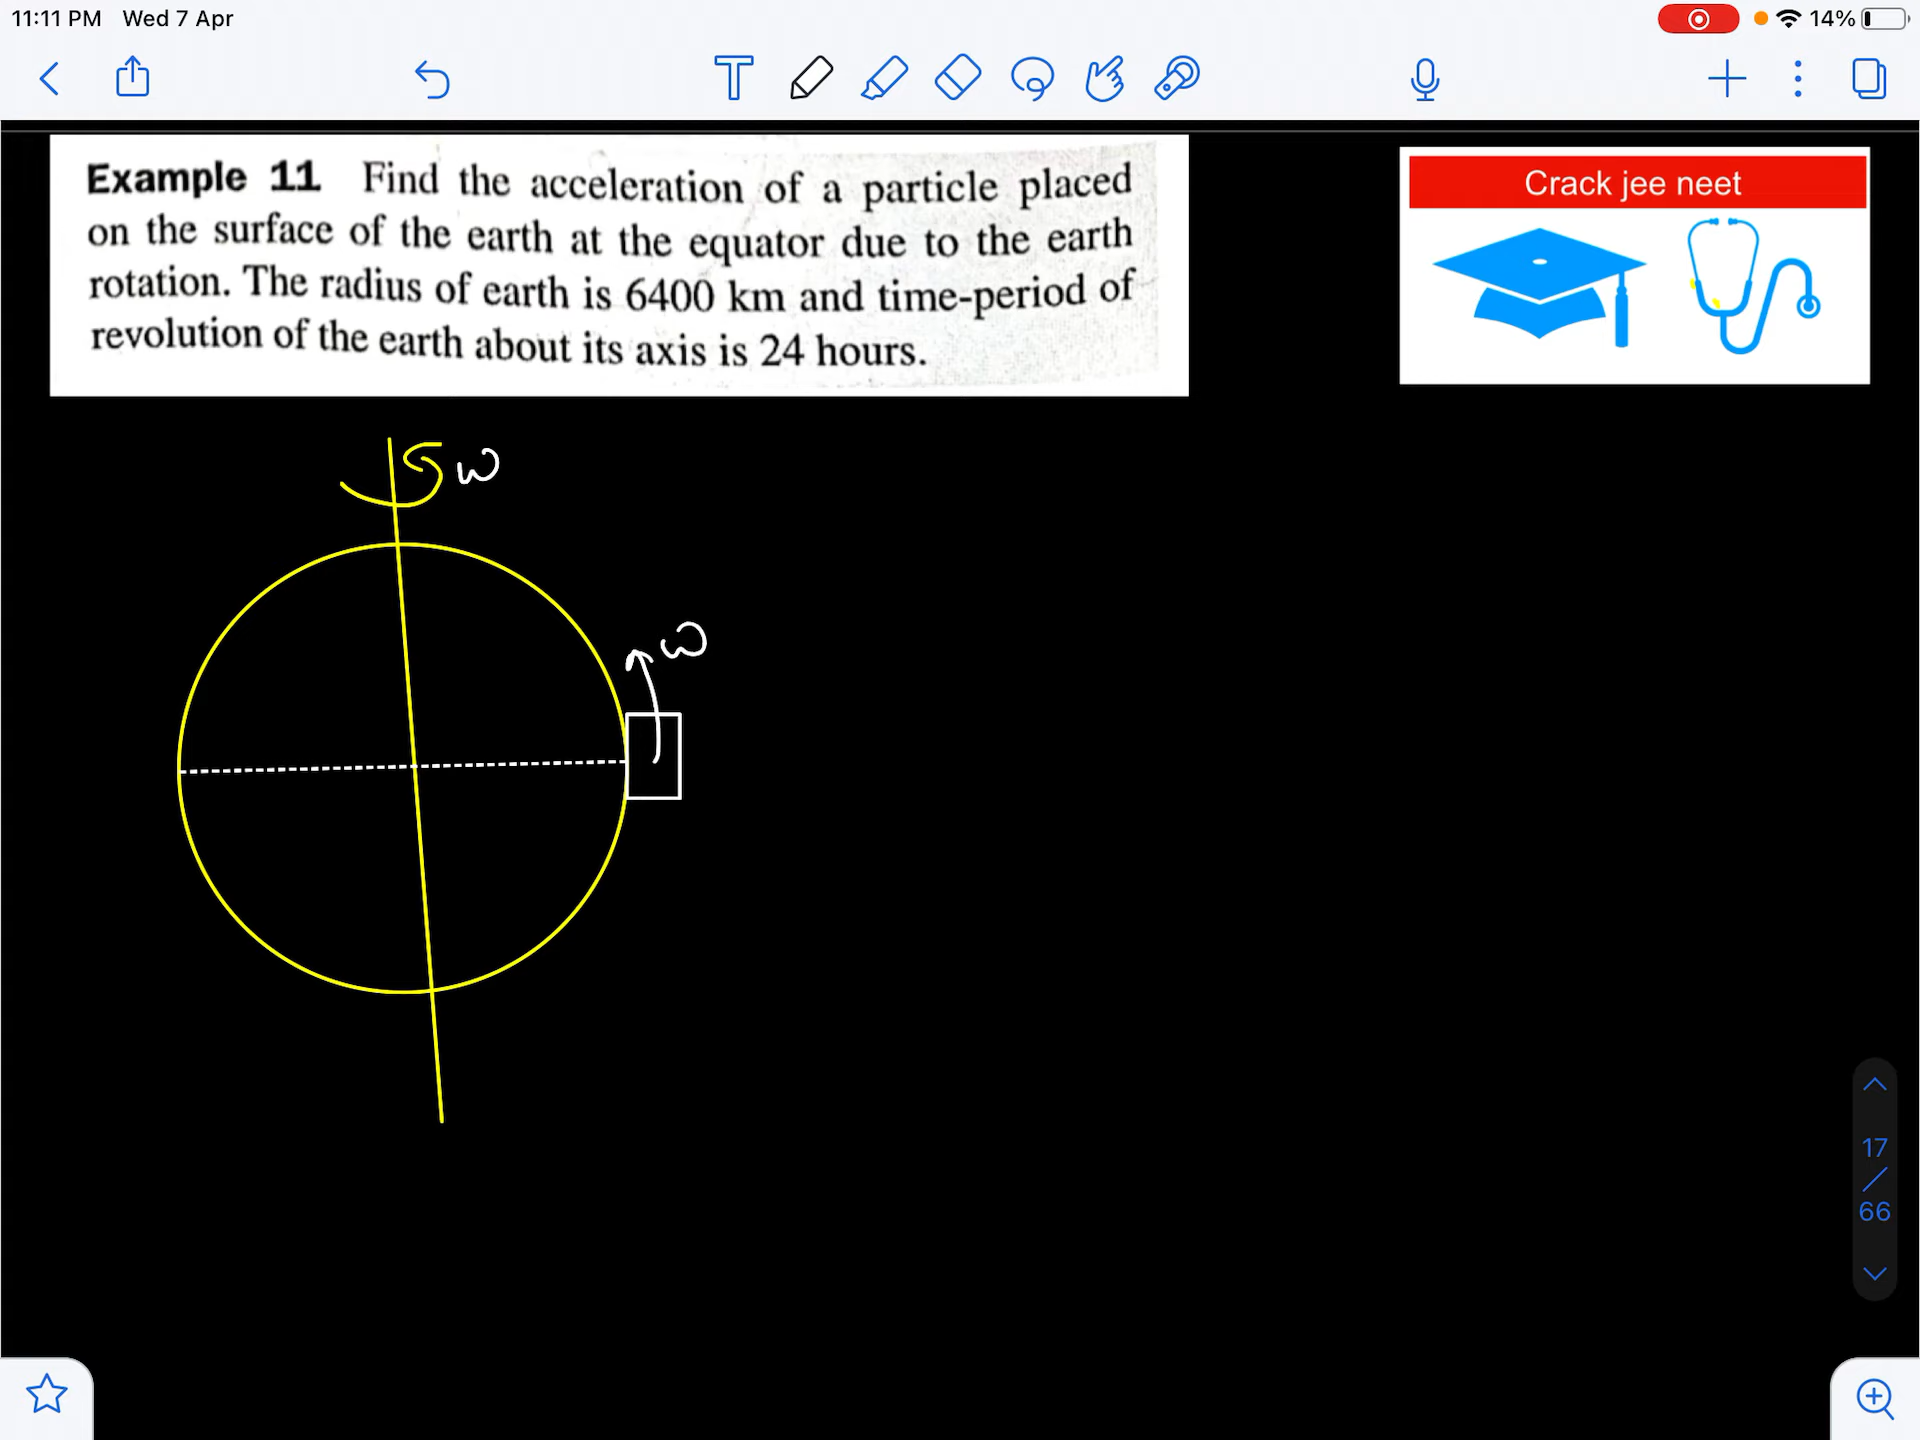 11:11 PM Wed 7 Apr
14%
T
Example 11 Find the acceleration of a particle placed
on the surface of the earth at the equator due to the earth
rotation. The radius of earth is 6400 km and time-period of
revolution of the earth about its axis is 24 hours.
Crack jee neet
ω
ω
17
/
66